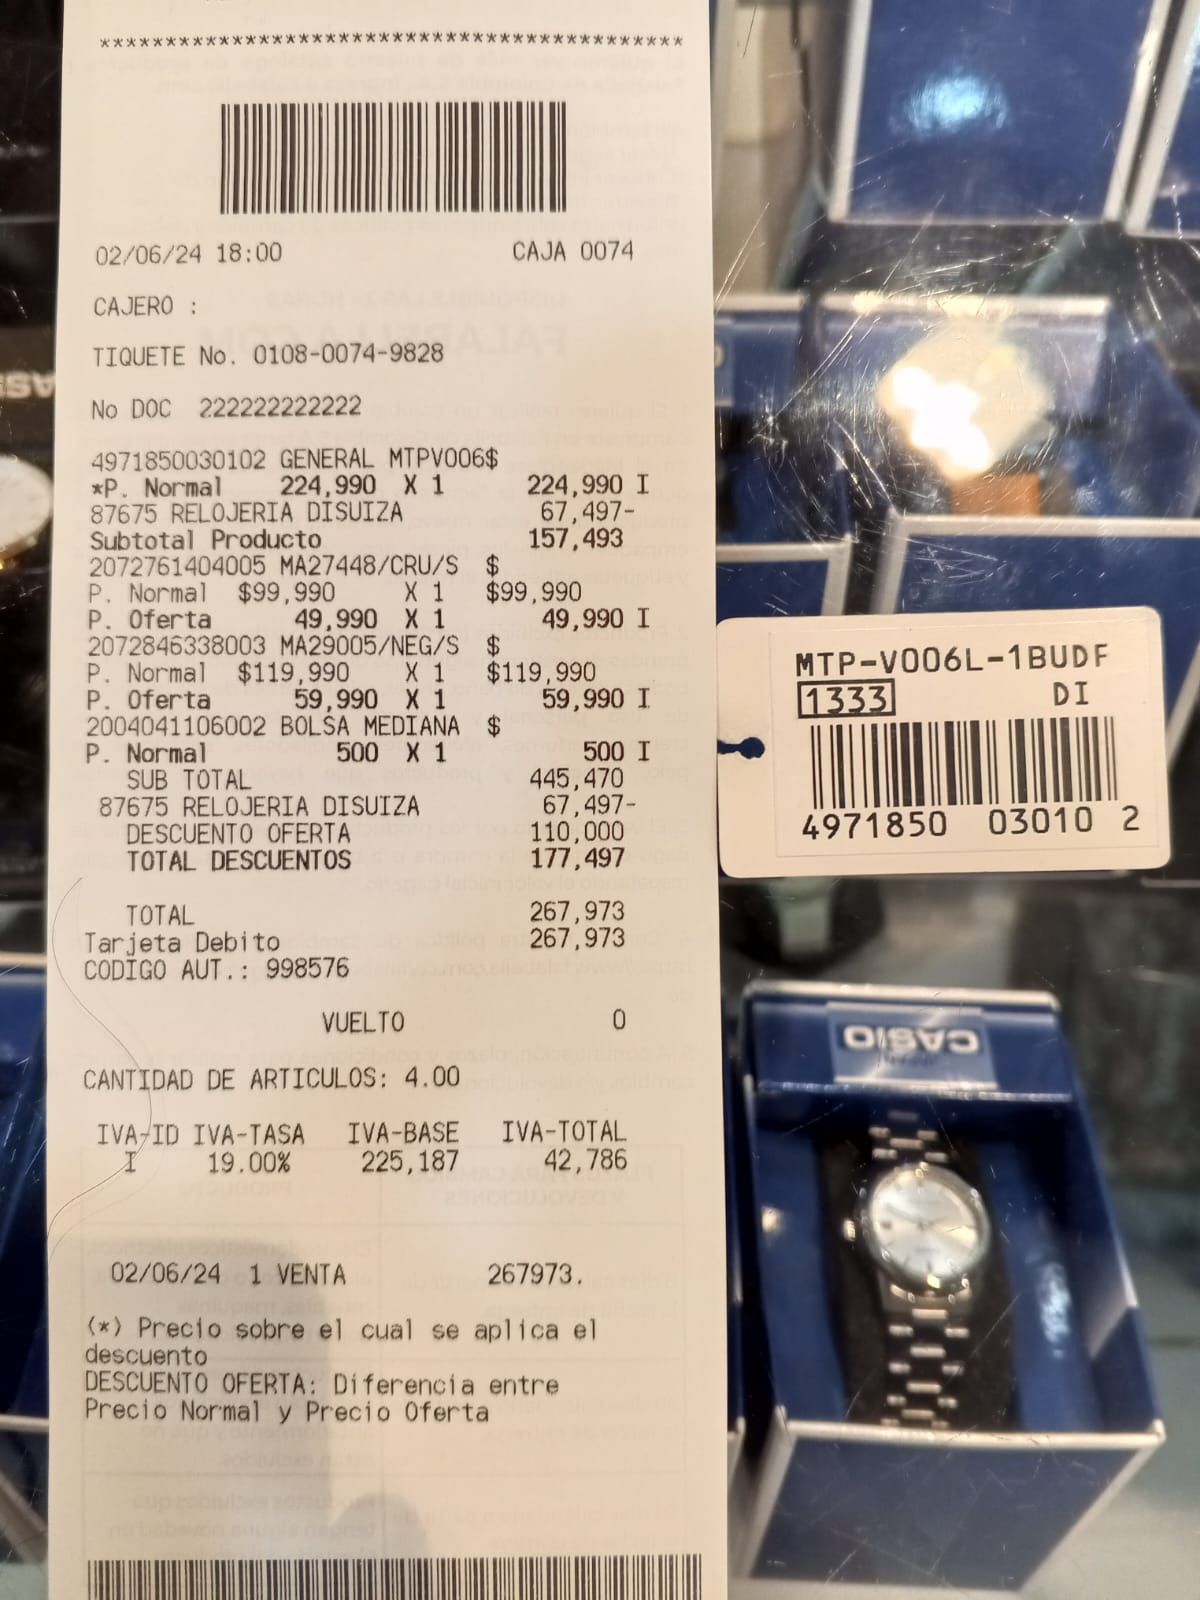 ********************************************
02/06/24 18:00 CAJA 0074
CAJERO :
TIQUETE No. 0108-0074-9828
No DOC 222222222222
4971850030102 GENERAL MTPV006$
*P. Normal 224,990 X 1 224,990 I
87675 RELOJERIA DISUIZA 67,497-
Subtotal Producto 157,493
2072761404005 MA27448/CRU/S $
P. Normal $99,990 X 1 $99,990
P. Oferta 49,990 X 1 49,990 I
2072846338003 MA29005/NEG/S $
P. Normal $119,990 X 1 $119,990
P. Oferta 59,990 X 1 59,990 I
2004041106002 BOLSA MEDIANA $
P. Normal 500 X 1 500 I
SUB TOTAL 445,470
87675 RELOJERIA DISUIZA 67,497-
DESCUENTO OFERTA 110,000
TOTAL DESCUENTOS 177,497
TOTAL 267,973
Tarjeta Debito 267,973
CODIGO AUT.: 998576
VUELTO 0
CANTIDAD DE ARTICULOS: 4.00
IVA-ID IVA-TASA IVA-BASE IVA-TOTAL
I 19.00% 225,187 42,786
02/06/24 1 VENTA 267973.
(*) Precio sobre el cual se aplica el
descuento
DESCUENTO OFERTA: Diferencia entre
Precio Normal y Precio Oferta
MTP-V006L-1BUDF
1333 DI
4971850 03010 2
CASIO